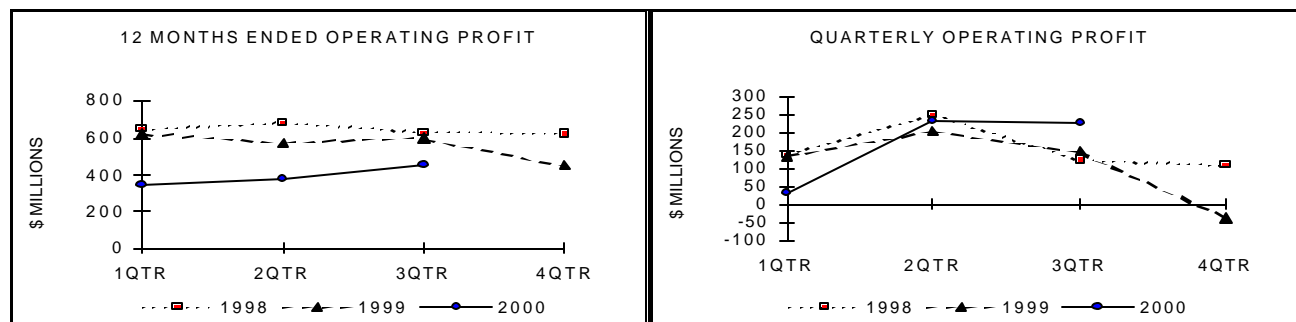 12 MONTHS ENDED OPERATING PROFIT
$ MILLIONS
800
600
400
200
0
1QTR 2QTR 3QTR 4QTR
1998 1999 2000
QUARTERLY OPERATING PROFIT
$ MILLIONS
300
250
200
150
100
50
0
-50
-100
1QTR 2QTR 3QTR 4QTR
1998 1999 2000